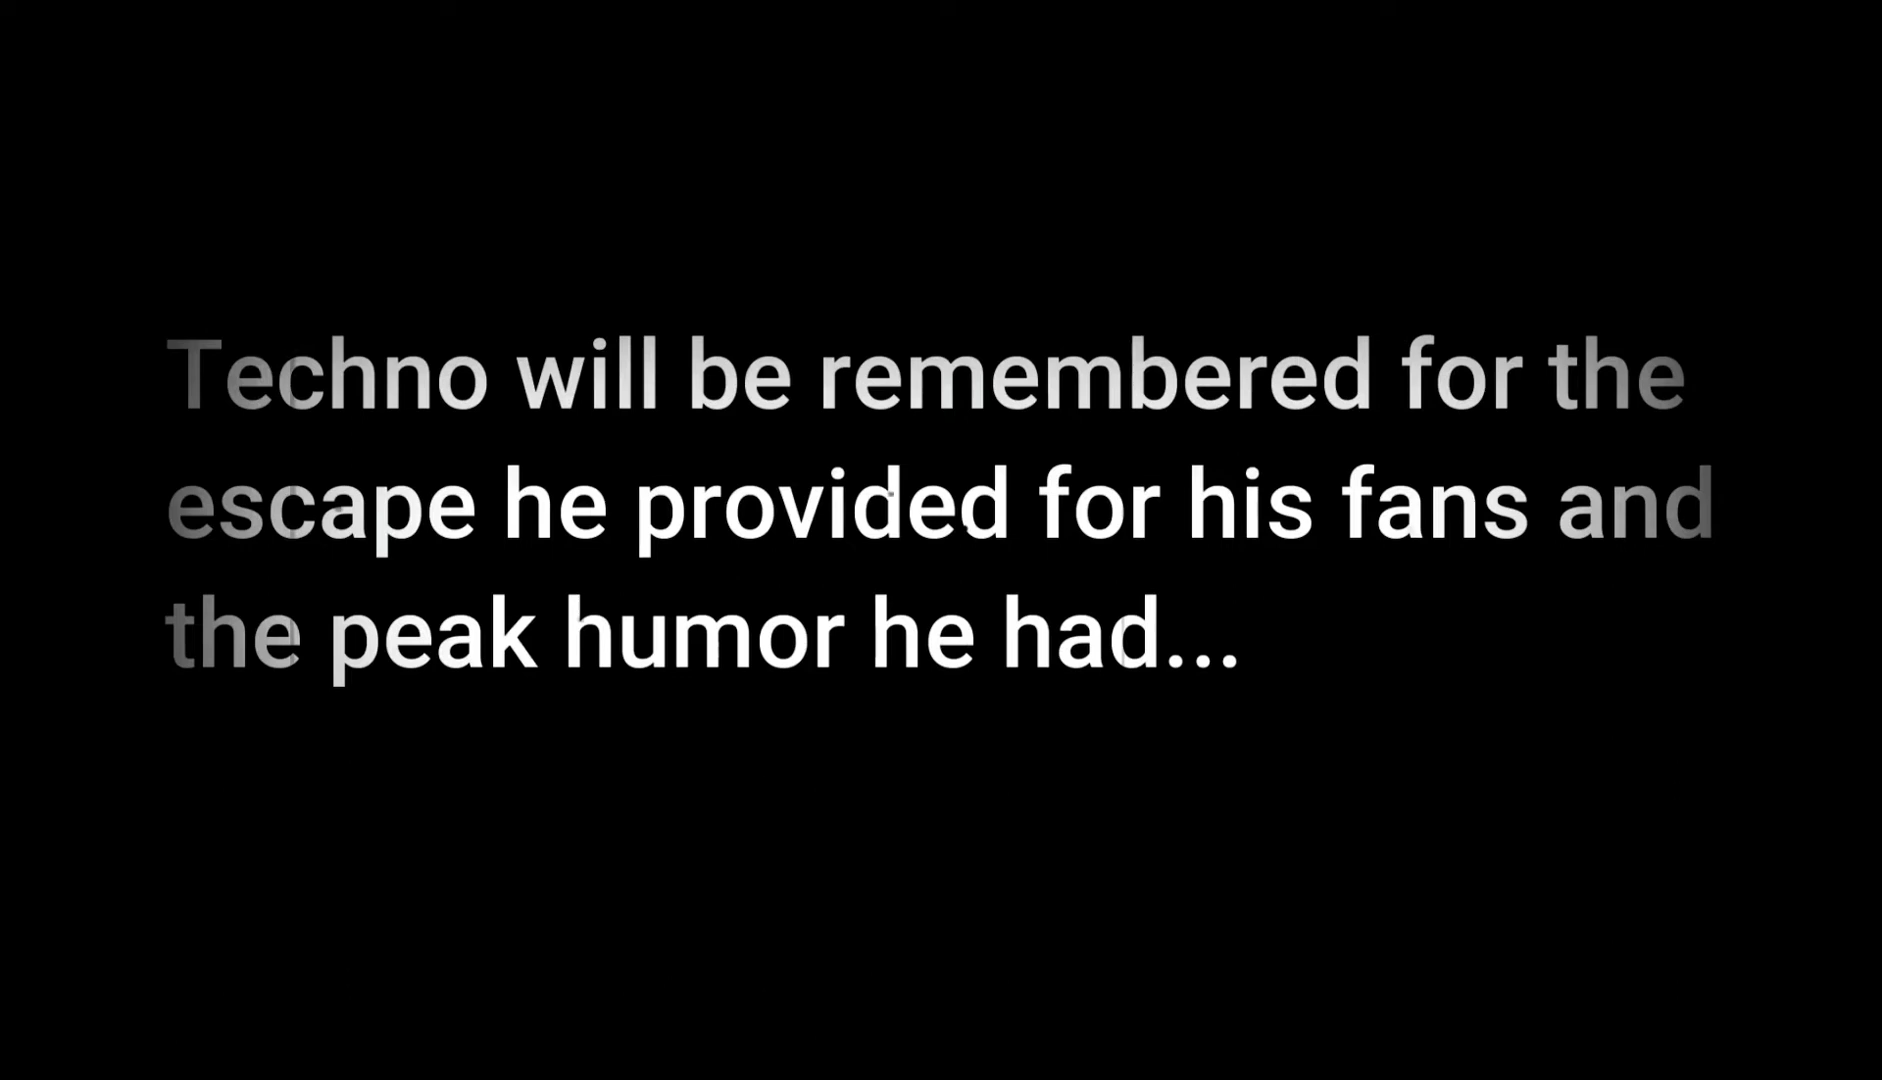 Techno will be remembered for the
escape he provided for his fans and
the peak humor he had...